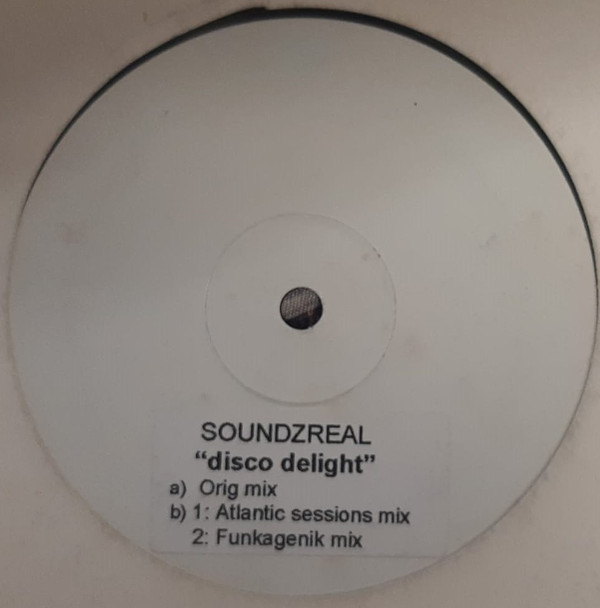 SOUNDZREAL
“disco delight”
a) Orig mix
b) 1: Atlantic sessions mix
2: Funkagenik mix